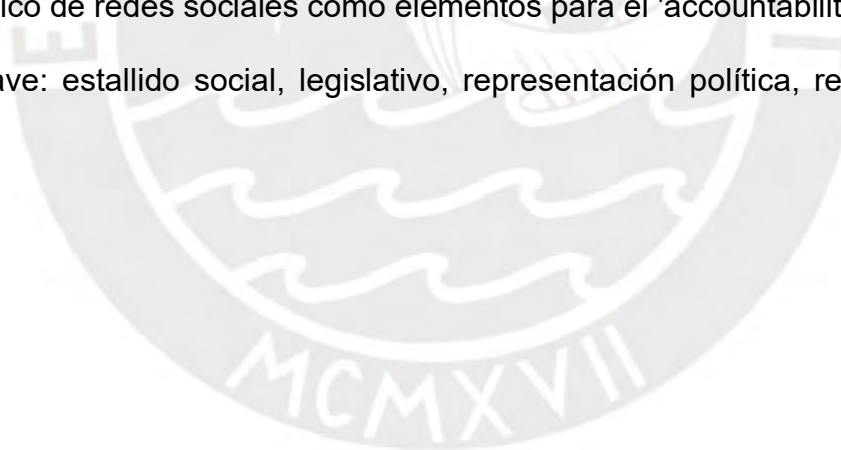 ico de redes sociales como elementos para el 'accountabilit
ave: estallido social, legislativo, representación política, re
MCMXVII